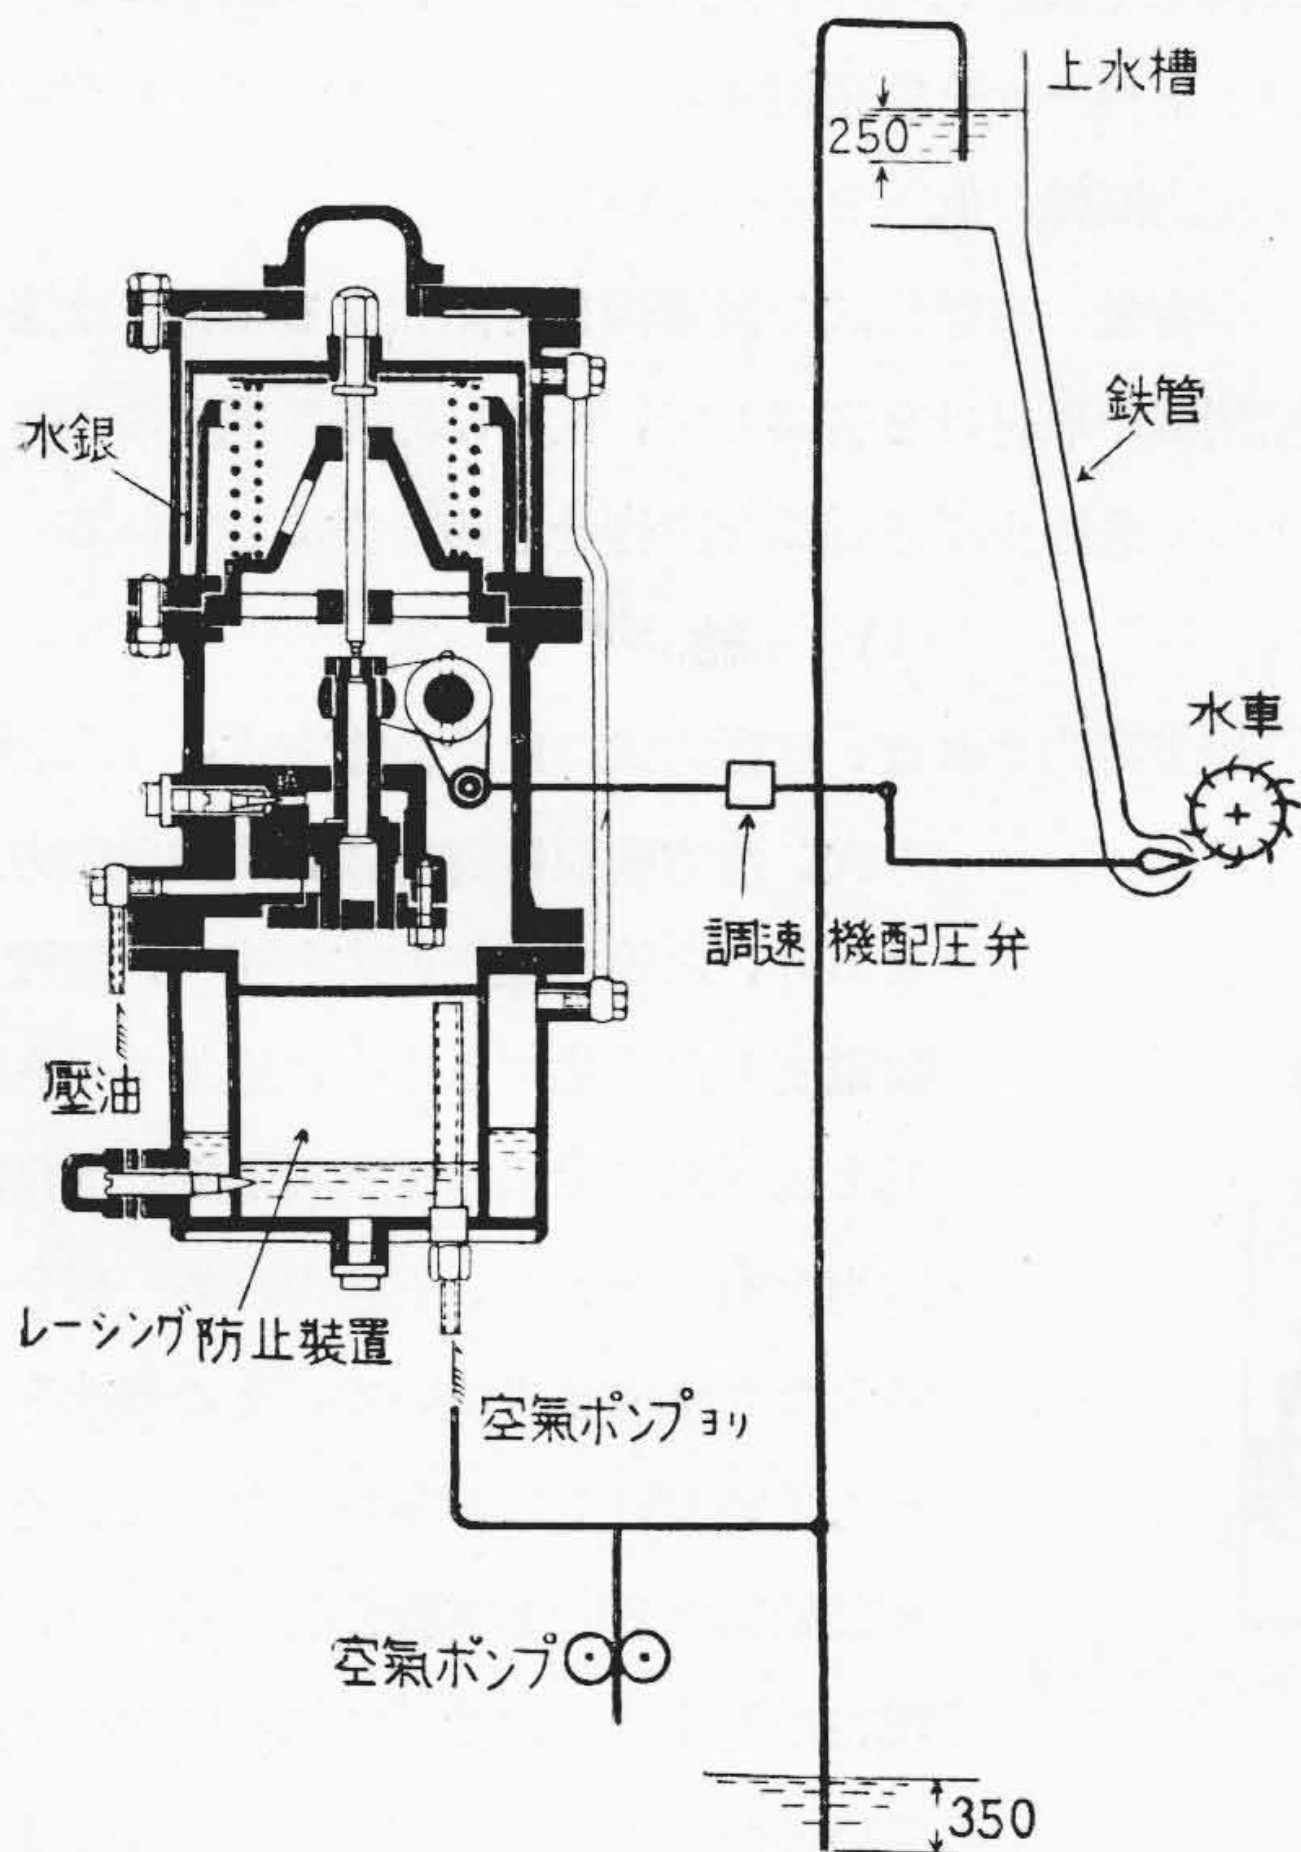 上水槽
250
鉄管
水銀
水車
調速機配圧弁
壓油
レーシング防止装置
空氣ポンプヨリ
空氣ポンプ
350